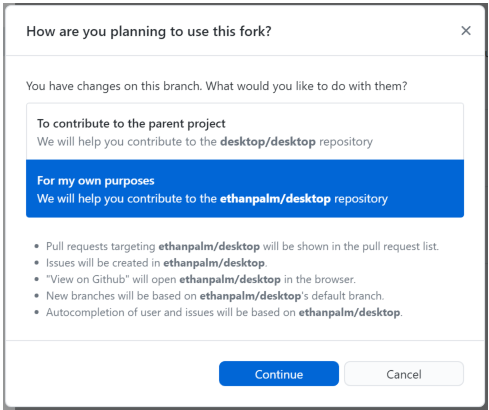 How are you planning to use this fork?
You have changes on this branch. What would you like to do with them?
To contribute to the parent project
We will help you contribute to the desktop/desktop repository
For my own purposes
We will help you contribute to the ethanpalm/desktop repository
• Pull requests targeting ethanpalm/desktop will be shown in the pull request list.
• Issues will be created in ethanpalm/desktop.
• "View on Github" will open ethanpalm/desktop in the browser.
• New branches will be based on ethanpalm/desktop's default branch.
• Autocompletion of user and issues will be based on ethanpalm/desktop.
Continue
Cancel